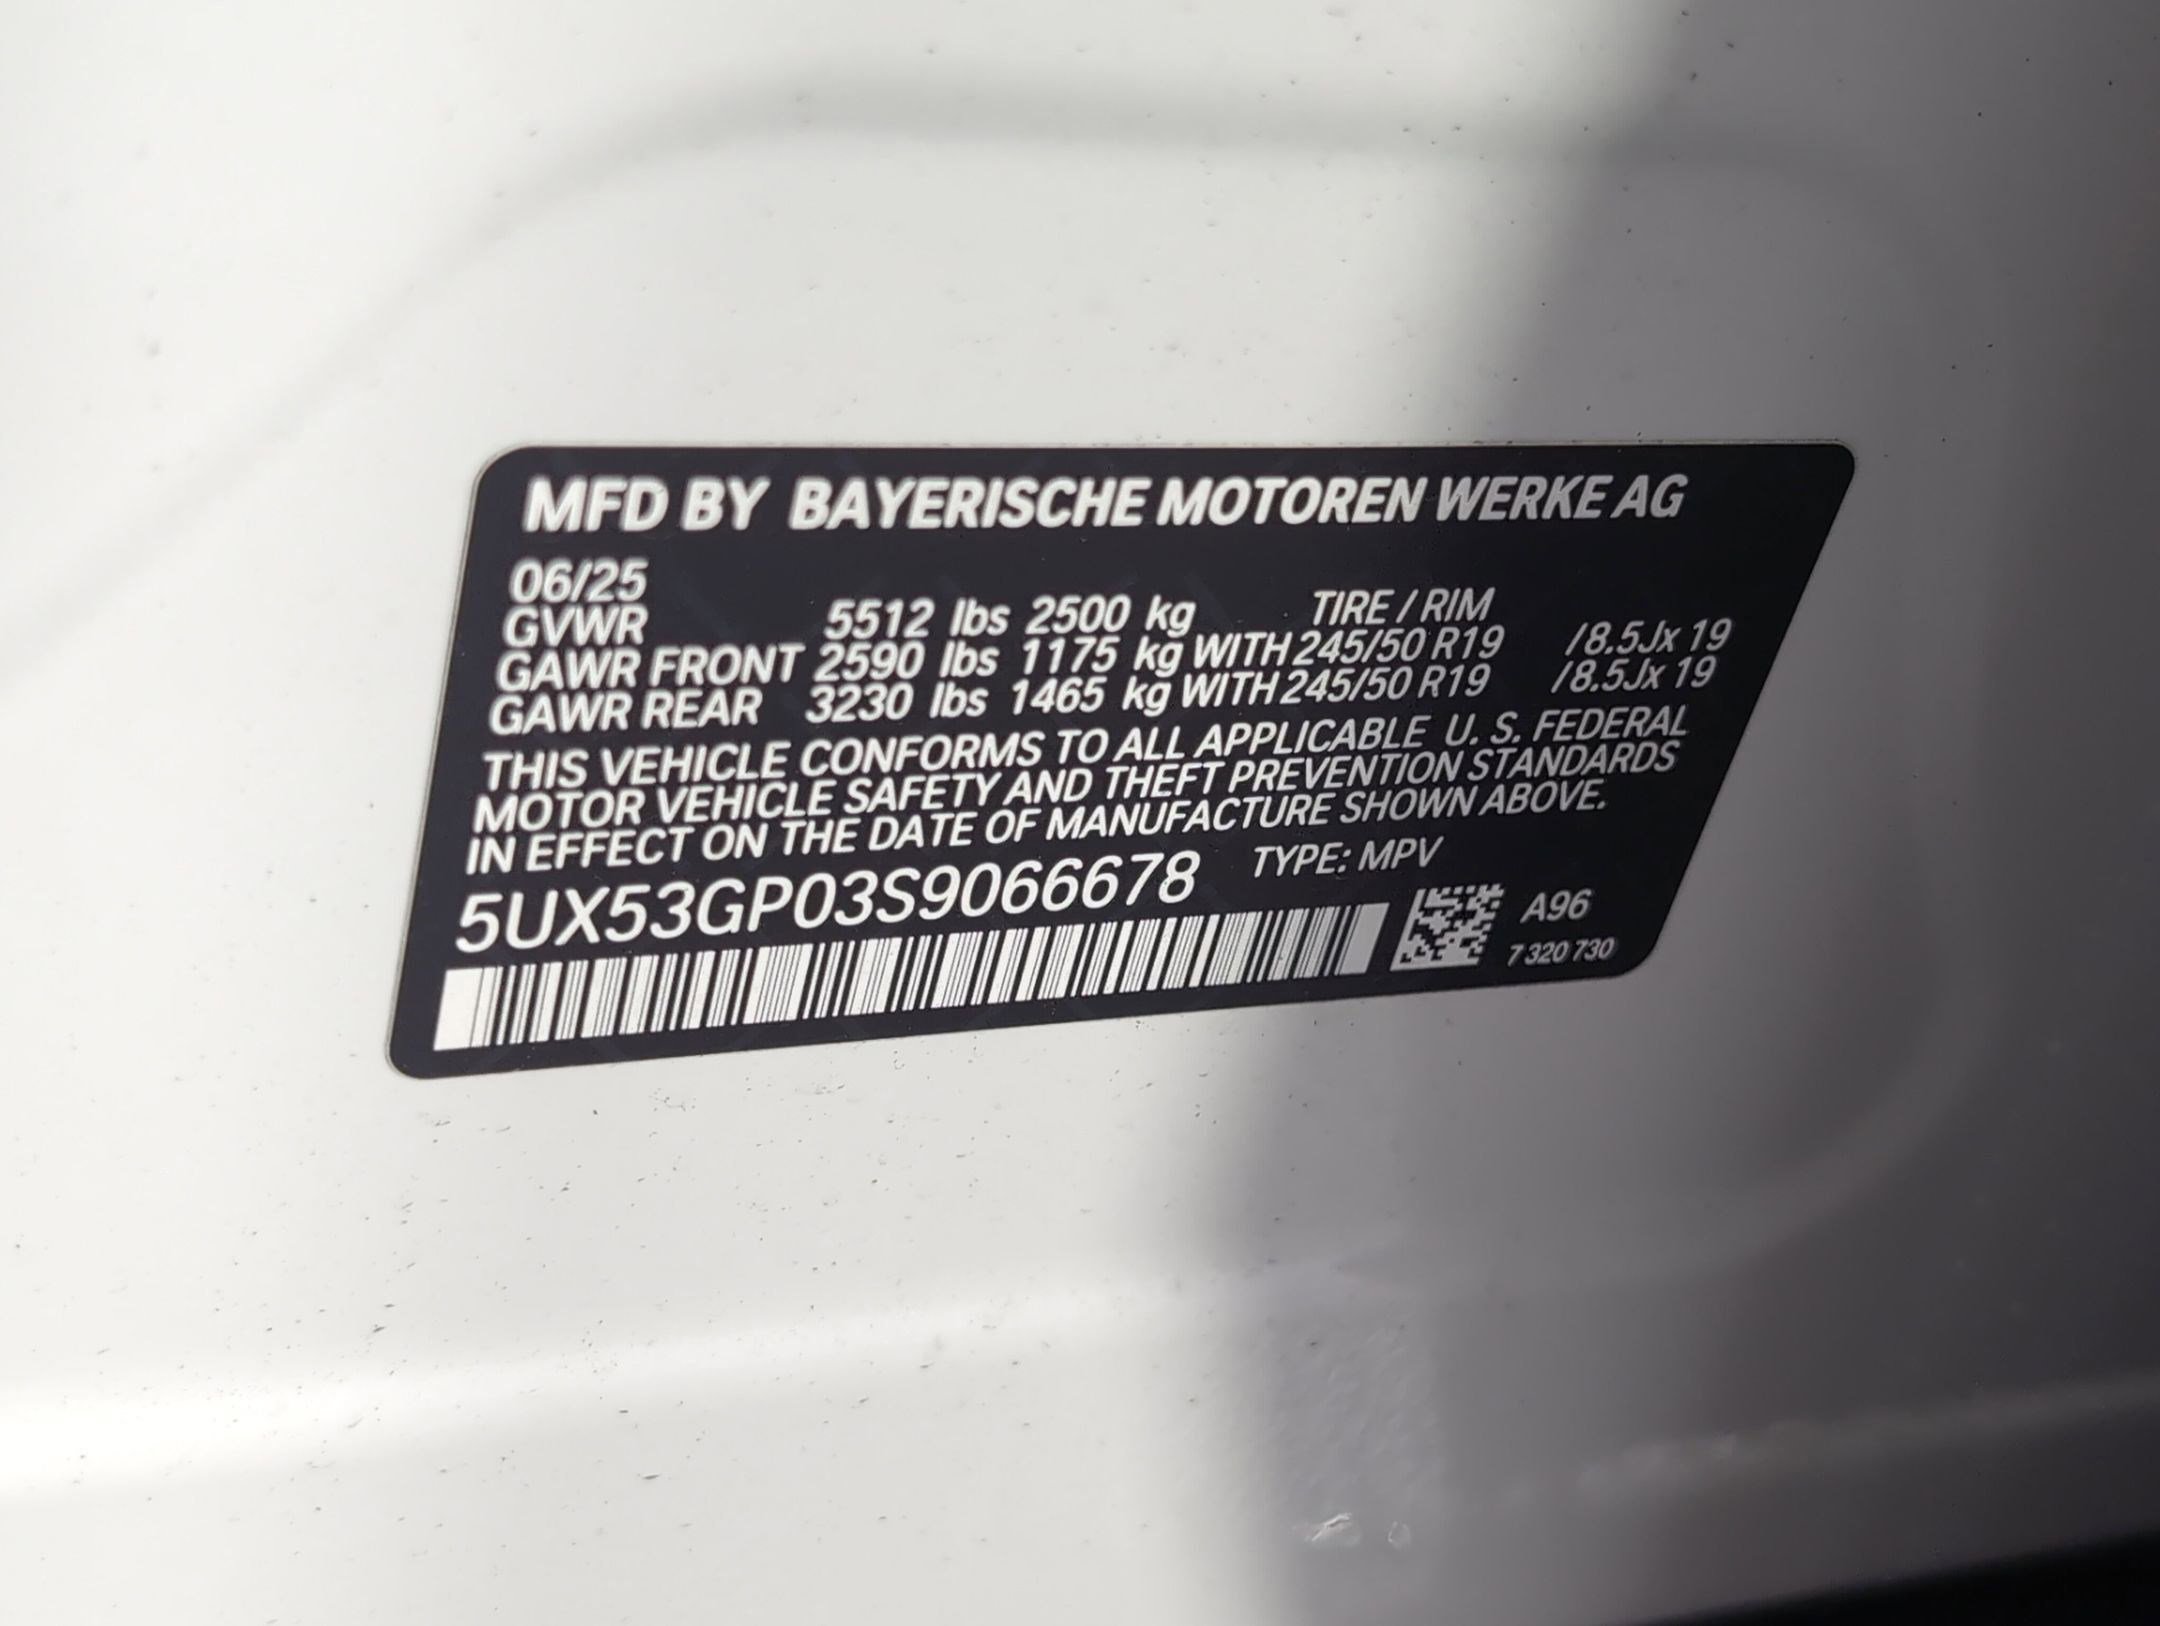 MFD BY BAYERISCHE MOTOREN WERKE AG
06/25
GVWR 5512 lbs 2500 kg TIRE / RIM
GAWR FRONT 2590 lbs 1175 kg WITH 245/50 R19 /8.5Jx 19
GAWR REAR 3230 lbs 1465 kg WITH 245/50 R19 /8.5Jx 19
THIS VEHICLE CONFORMS TO ALL APPLICABLE U. S. FEDERAL
MOTOR VEHICLE SAFETY AND THEFT PREVENTION STANDARDS
IN EFFECT ON THE DATE OF MANUFACTURE SHOWN ABOVE.
5UX53GP03S9066678 TYPE: MPV
A96
7 320 730